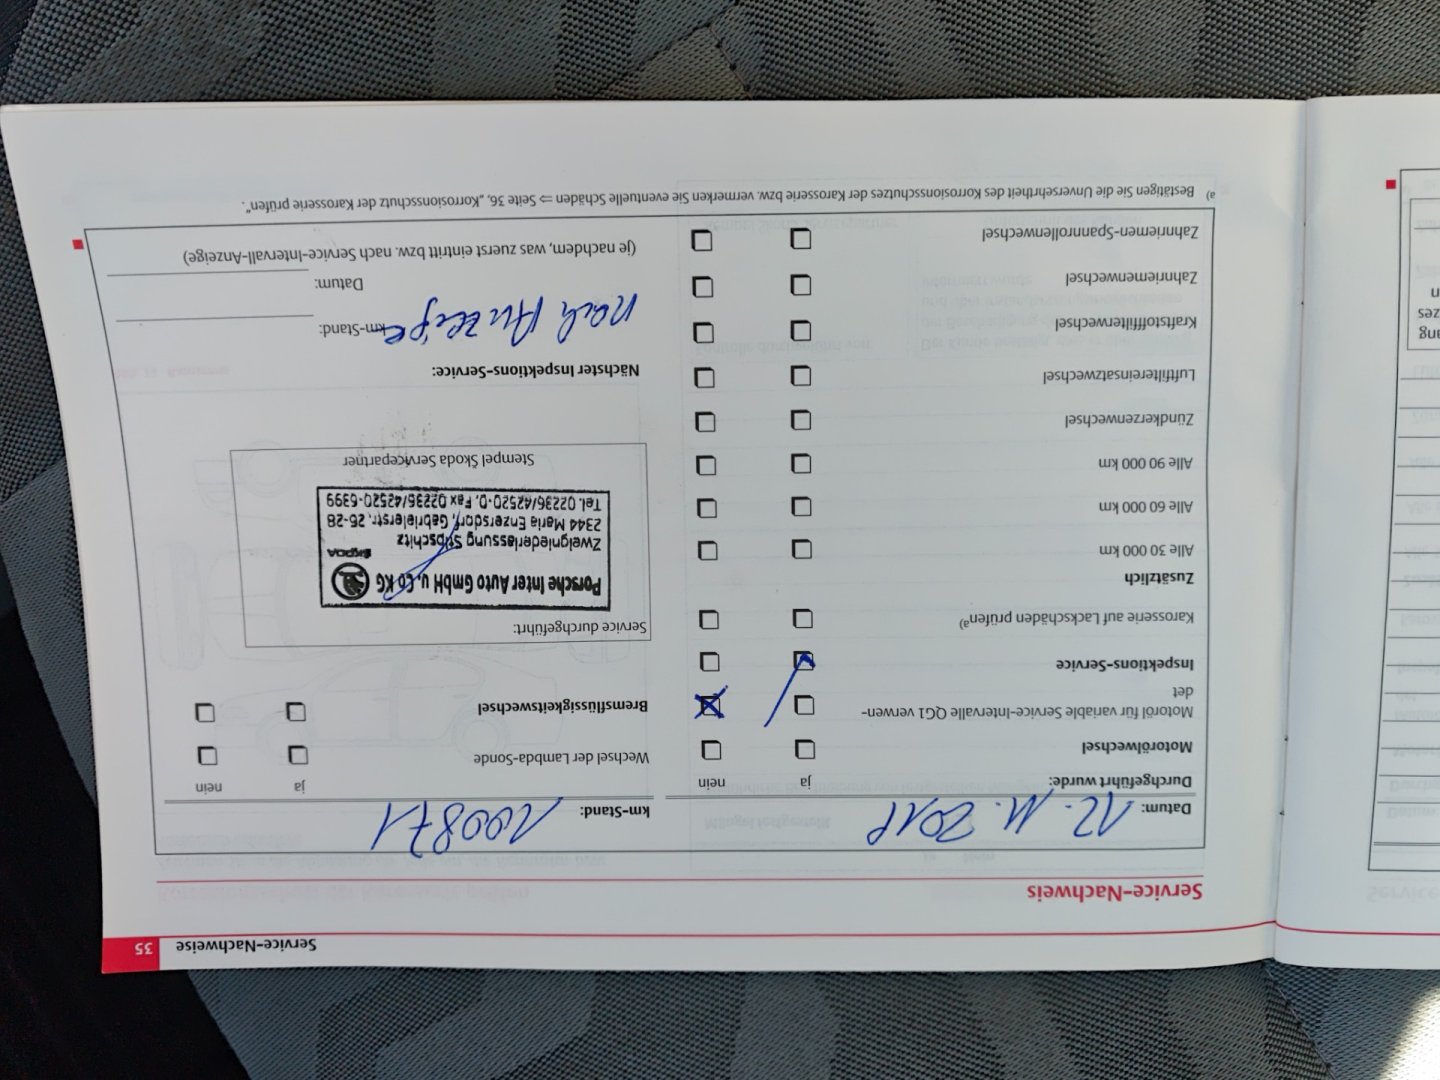 Service-Nachweise 35
Service-Nachweis
Datum: 12. 11. 201
km-Stand: 100871
Durchgeführt wurde: ja nein
Motorölwechsel
Motoröl für variable Service-Intervalle QG1 verwen-
det
Inspektions-Service
Karosserie auf Lackschäden prüfen a)
Zusätzlich
Alle 30 000 km
Alle 60 000 km
Alle 90 000 km
Zündkerzenwechsel
Luftfiltereinsatzwechsel
Kraftstofffilterwechsel
Zahnriemenwechsel
Zahnriemen-Spannrollenwechsel
ja nein
Wechsel der Lambda-Sonde
Bremsflüssigkeitswechsel
Service durchgeführt:
Porsche Inter Auto GmbH u. Co KG
Zweigniederlassung Stipschitz
SKODA
2344 Maria Enzersdorf, Gabrielerstr. 26-28
Tel. 02236/42520-0. Fax 02236/42520-6399
Stempel Škoda Servicepartner
Nächster Inspektions-Service:
km-Stand:
nach Anzeige
Datum:
(je nachdem, was zuerst eintritt bzw. nach Service-Intervall-Anzeige)
a) Bestätigen Sie die Unversehrtheit des Korrosionsschutzes der Karosserie bzw. vermerken Sie eventuelle Schäden ⇒ Seite 36, „Korrosionsschutz der Karosserie prüfen".